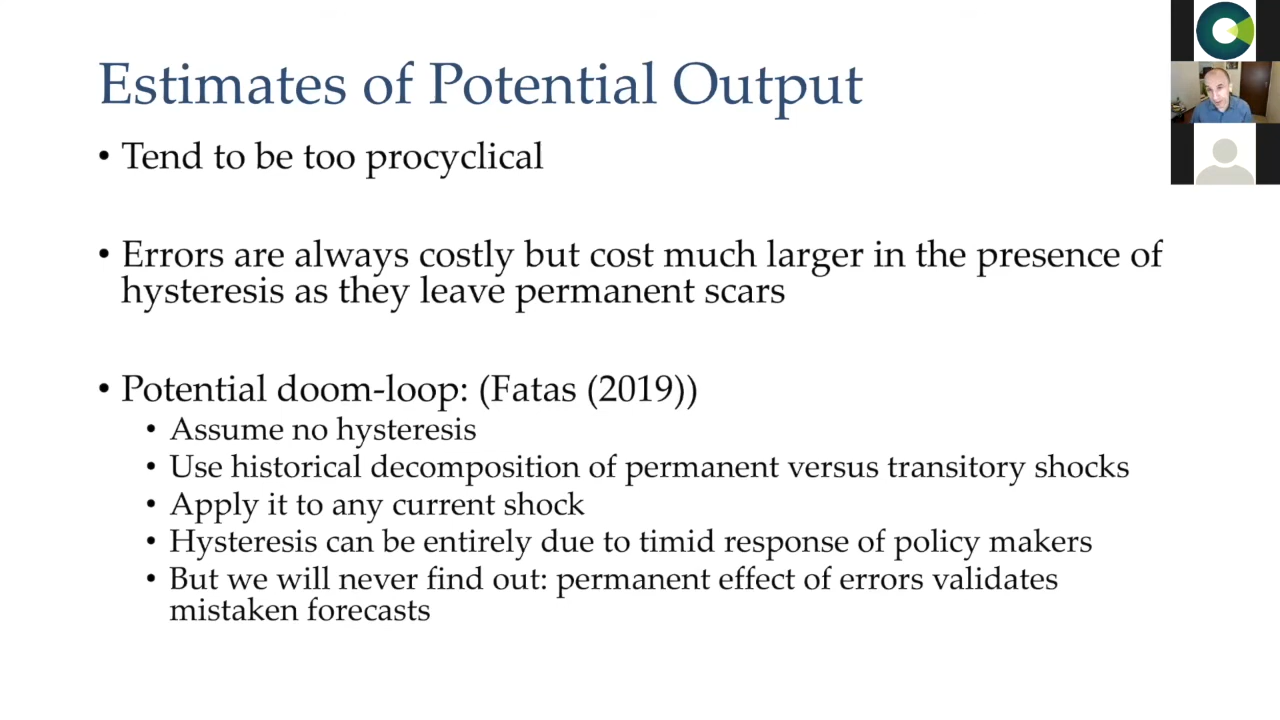 Estimates of Potential Output
• Tend to be too procyclical
• Errors are always costly but cost much larger in the presence of
hysteresis as they leave permanent scars
• Potential doom-loop: (Fatas (2019))
• Assume no hysteresis
• Use historical decomposition of permanent versus transitory shocks
• Apply it to any current shock
• Hysteresis can be entirely due to timid response of policy makers
• But we will never find out: permanent effect of errors validates
mistaken forecasts